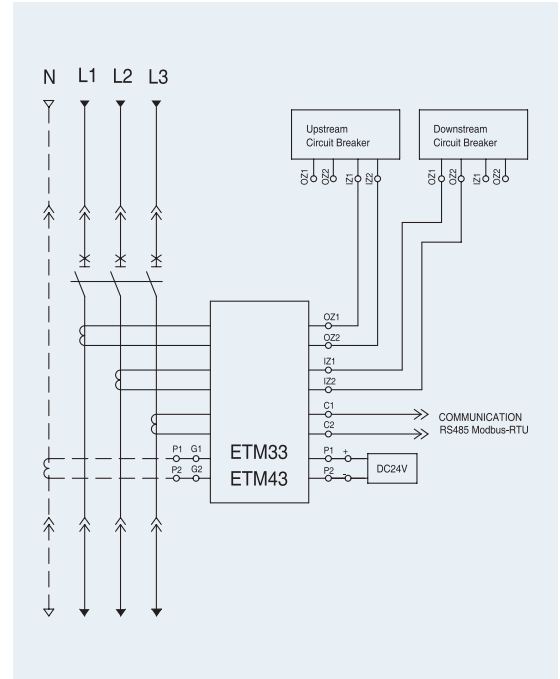 N L1 L2 L3
Upstream
Circuit Breaker
OZ1 OZ2 IZ1 IZ2
Downstream
Circuit Breaker
OZ1 OZ2 IZ1 OZ2
OZ1
OZ2
IZ1
IZ2
C1
C2
COMMUNICATION
RS485 Modbus-RTU
P1 G1
P2 G2
ETM33
ETM43
P1 +
P2 -
DC24V